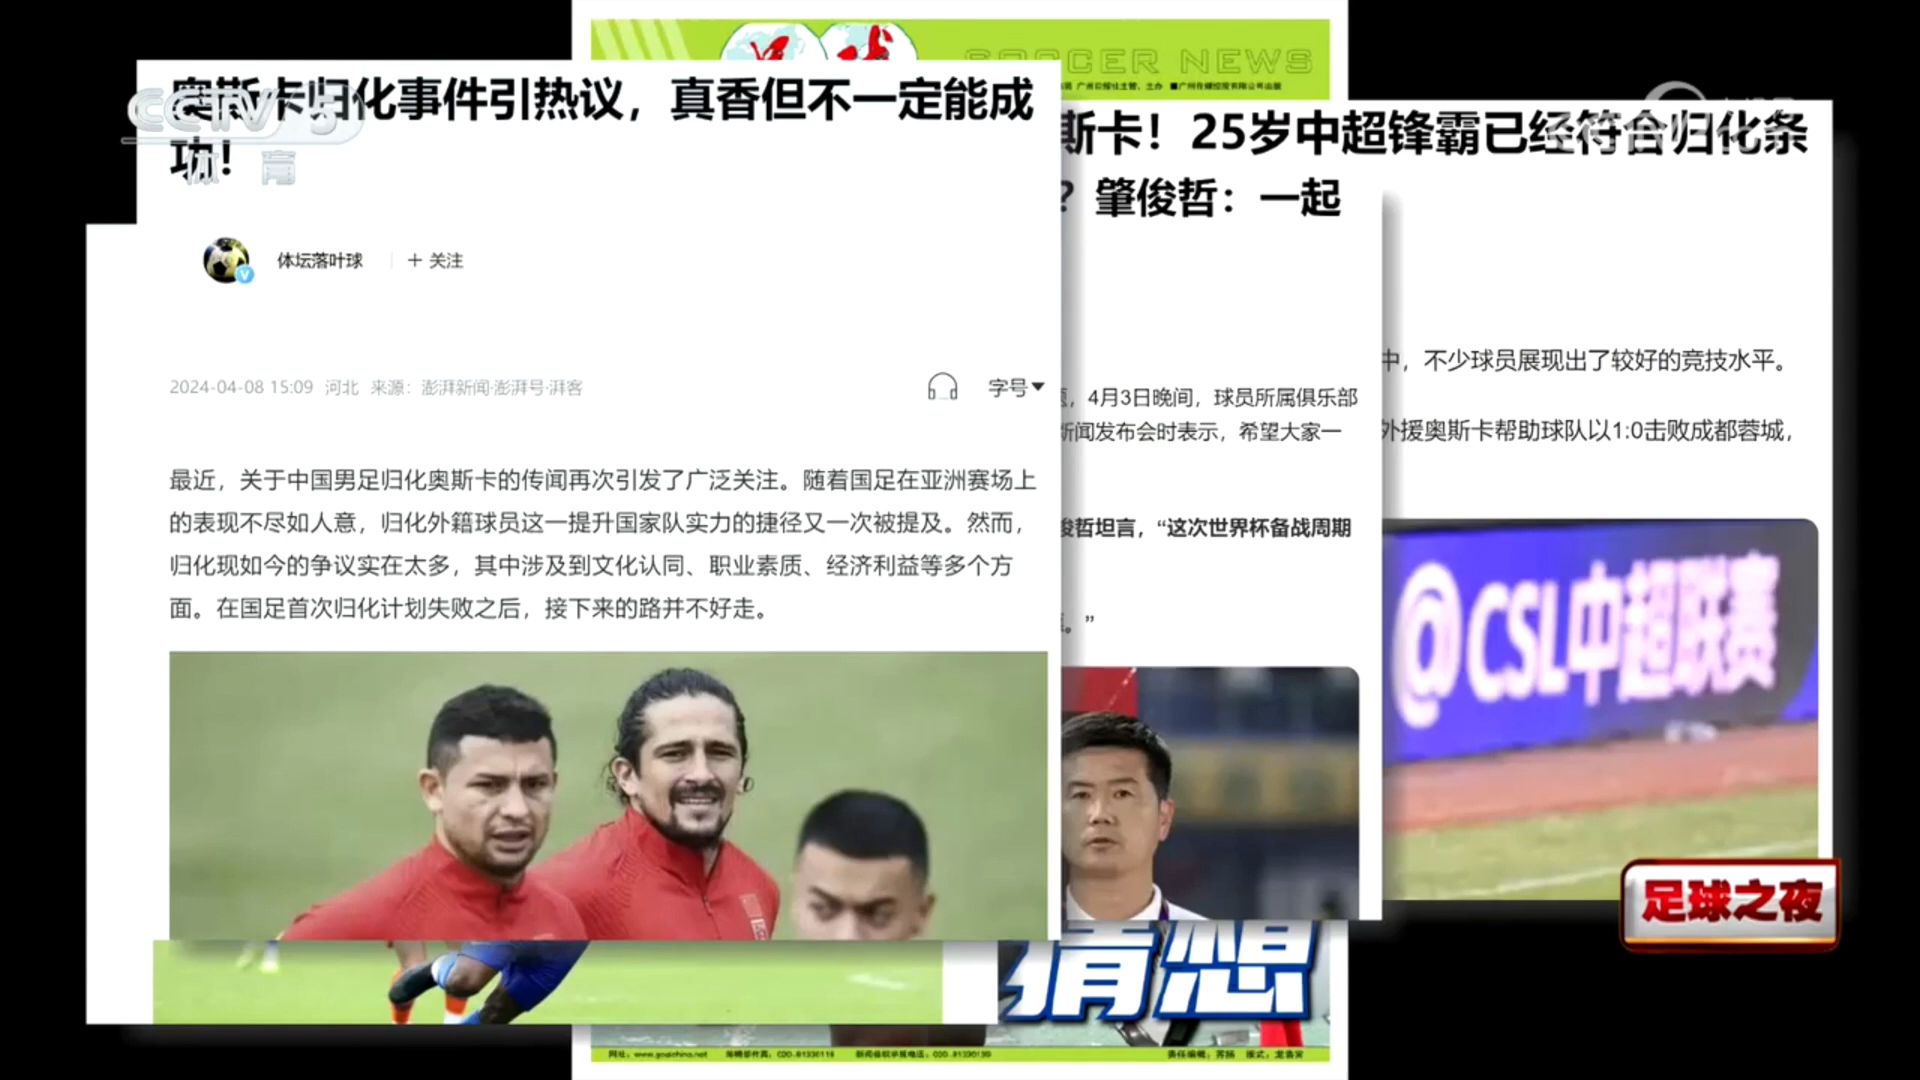 足球
SOCCER NEWS
CCTV 5
体育
奥斯卡归化事件引热议，真香但不一定能成
功！
体坛落叶球
+ 关注
2024-04-08 15:09 河北 来源：澎湃新闻·澎湃号·湃客
字号
最近，关于中国男足归化奥斯卡的传闻再次引发了广泛关注。随着国足在亚洲赛场上
的表现不尽如人意，归化外籍球员这一提升国家队实力的捷径又一次被提及。然而，
归化现如今的争议实在太多，其中涉及到文化认同、职业素质、经济利益等多个方
面。在国足首次归化计划失败之后，接下来的路并不好走。
斯卡！25岁中超锋霸已经符合归化条
？肇俊哲：一起
，4月3日晚间，球员所属俱乐部
新闻发布会时表示，希望大家一
俊哲坦言，“这次世界杯备战周期
。”
中，不少球员展现出了较好的竞技水平。
外援奥斯卡帮助球队以1:0击败成都蓉城，
@CSL中超联赛
足球之夜
猜想
网址：www.goalchina.net